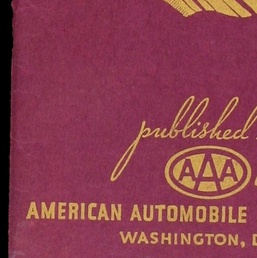 published
AAA
AMERICAN AUTOMOBILE
WASHINGTON, D